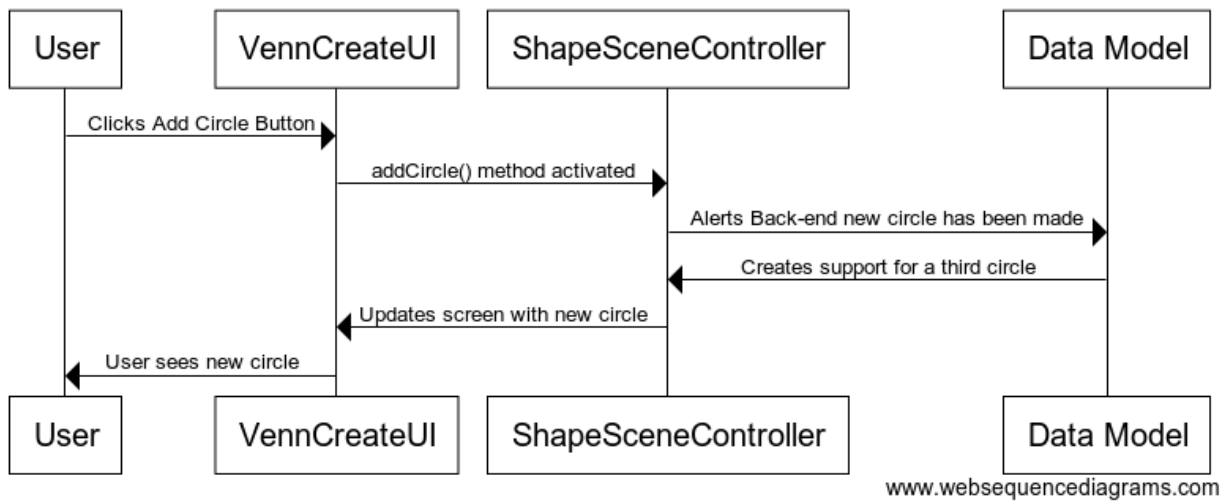 User VennCreateUI ShapeSceneController Data Model
Clicks Add Circle Button
addCircle() method activated
Alerts Back-end new circle has been made
Creates support for a third circle
Updates screen with new circle
User sees new circle
User VennCreateUI ShapeSceneController Data Model
www.websequencediagrams.com